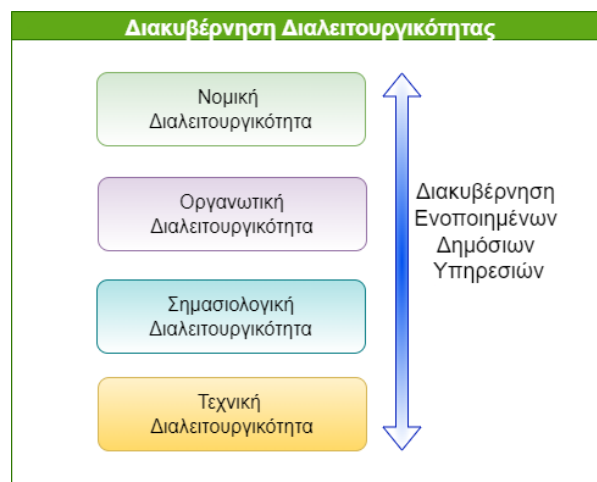 Διακυβέρνηση Διαλειτουργικότητας
Νομική
Διαλειτουργικότητα
Οργανωτική
Διαλειτουργικότητα
Σημασιολογική
Διαλειτουργικότητα
Τεχνική
Διαλειτουργικότητα
Διακυβέρνηση
Ενοποιημένων
Δημόσιων
Υπηρεσιών